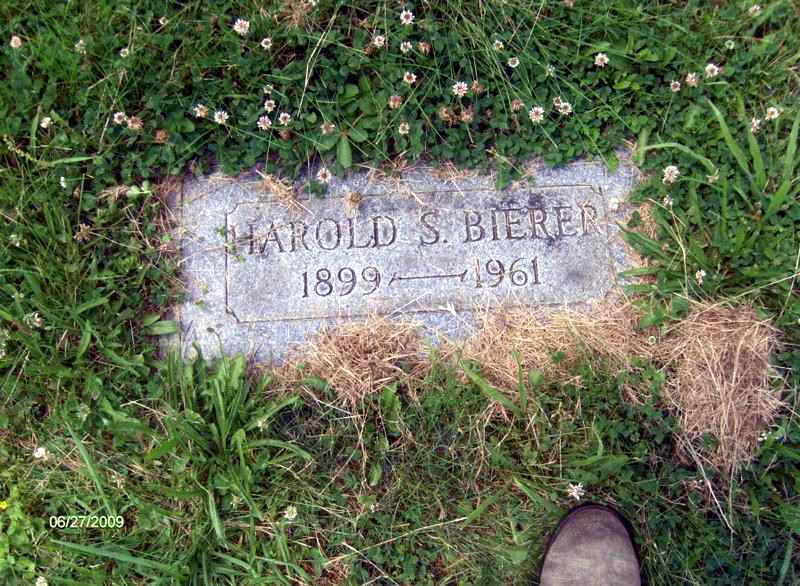 HAROLD S. BIERER
1899 — 1961
06/27/2009